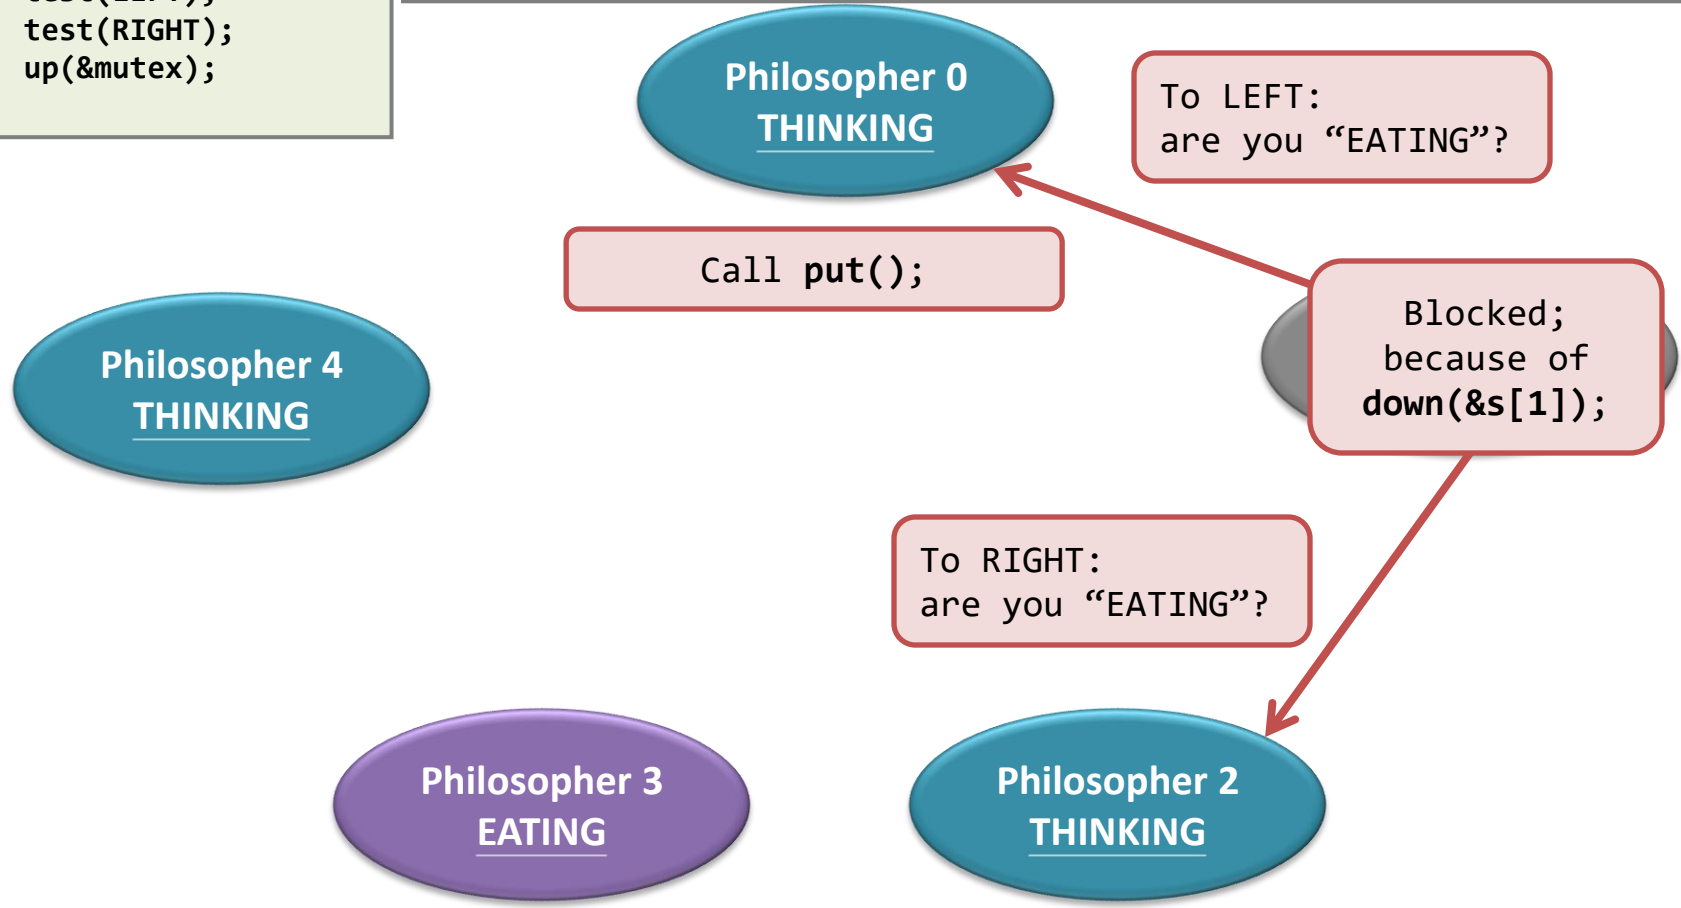 test(RIGHT);
up(&mutex);
Philosopher 0
THINKING
To LEFT:
are you “EATING”?
Call put();
Blocked;
because of
down(&s[1]);
Philosopher 4
THINKING
To RIGHT:
are you “EATING”?
Philosopher 3
EATING
Philosopher 2
THINKING